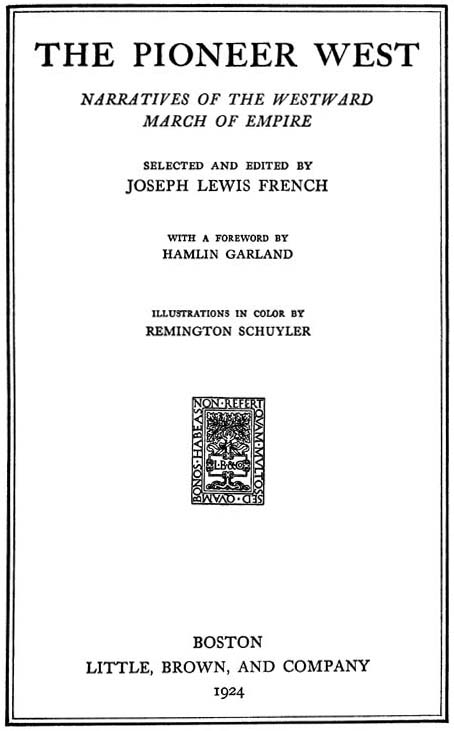 THE PIONEER WEST
NARRATIVES OF THE WESTWARD
MARCH OF EMPIRE
SELECTED AND EDITED BY
JOSEPH LEWIS FRENCH
WITH A FOREWORD BY
HAMLIN GARLAND
ILLUSTRATIONS IN COLOR BY
REMINGTON SCHUYLER
NON·REFERT
QVAM·MVLTOS
SED·QVAM
BONOS·HABEAS
L·B·&·Co
BOSTON
LITTLE, BROWN, AND COMPANY
1924